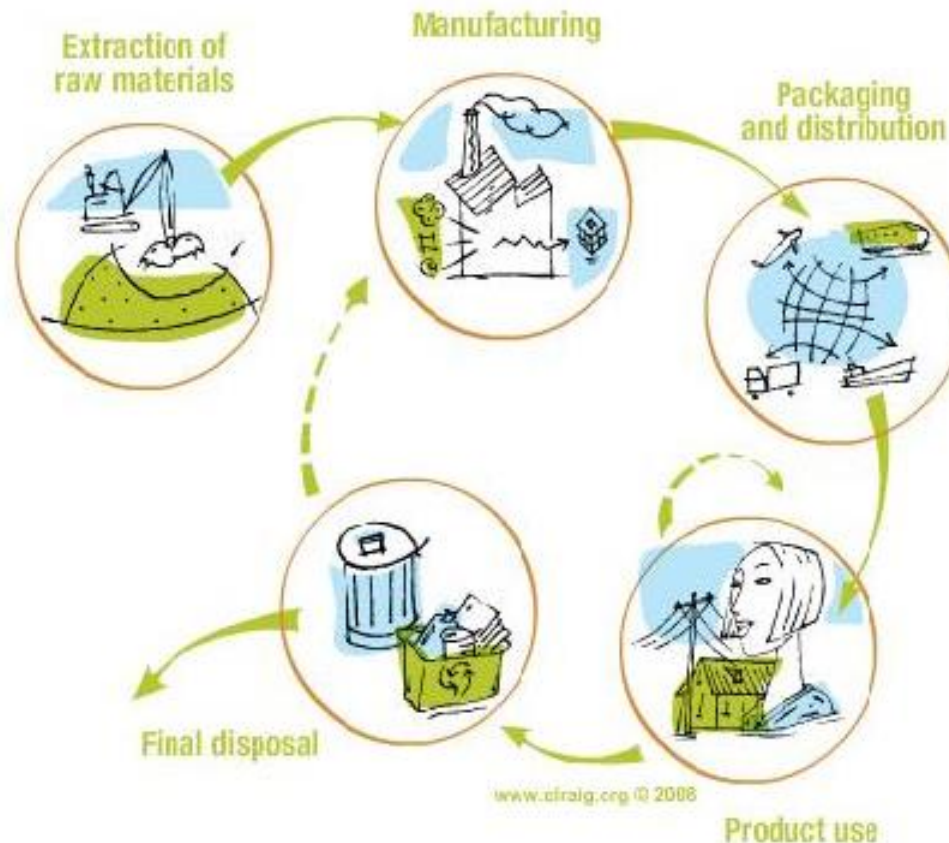 Manufacturing
Extraction of
raw materials
Packaging
and distribution
Final disposal
www.ciraig.org © 2008
Product use